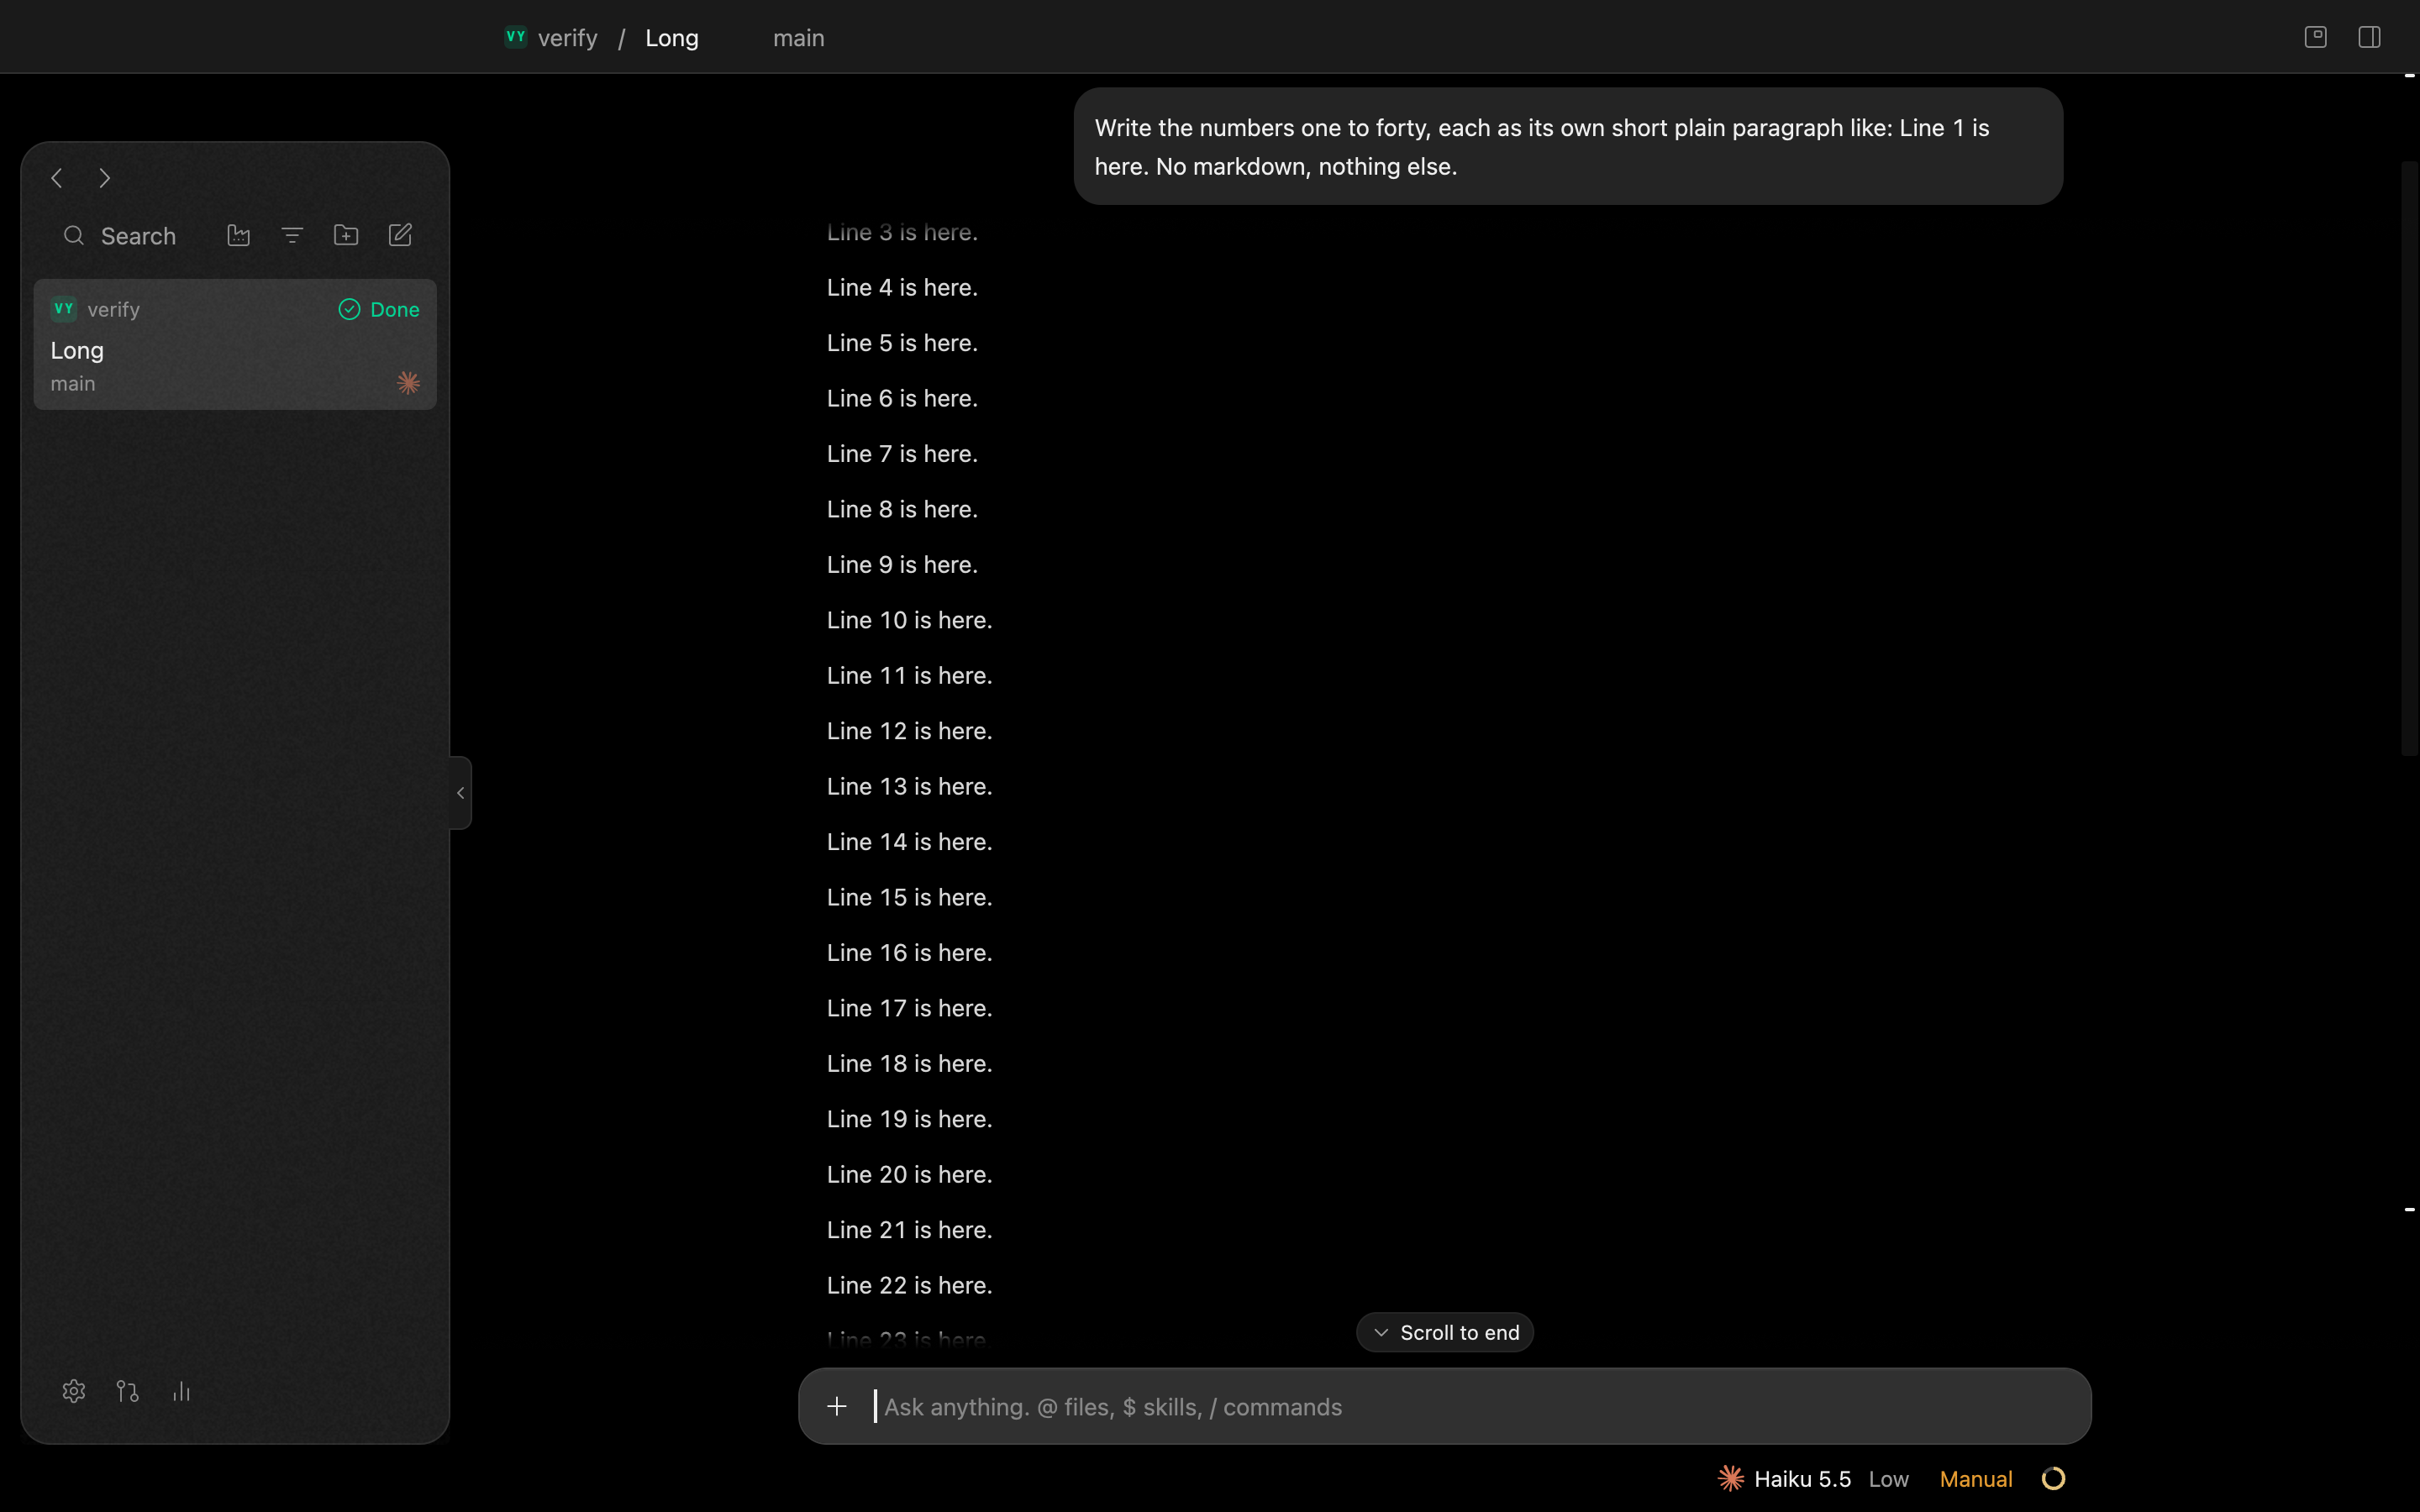 VY verify / Long main
Write the numbers one to forty, each as its own short plain paragraph like: Line 1 is
here. No markdown, nothing else.
Search
VY verify Done
Long
main
Line 3 is here.
Line 4 is here.
Line 5 is here.
Line 6 is here.
Line 7 is here.
Line 8 is here.
Line 9 is here.
Line 10 is here.
Line 11 is here.
Line 12 is here.
Line 13 is here.
Line 14 is here.
Line 15 is here.
Line 16 is here.
Line 17 is here.
Line 18 is here.
Line 19 is here.
Line 20 is here.
Line 21 is here.
Line 22 is here.
Line 23 is here.
Scroll to end
Ask anything. @ files, $ skills, / commands
Haiku 5.5 Low Manual